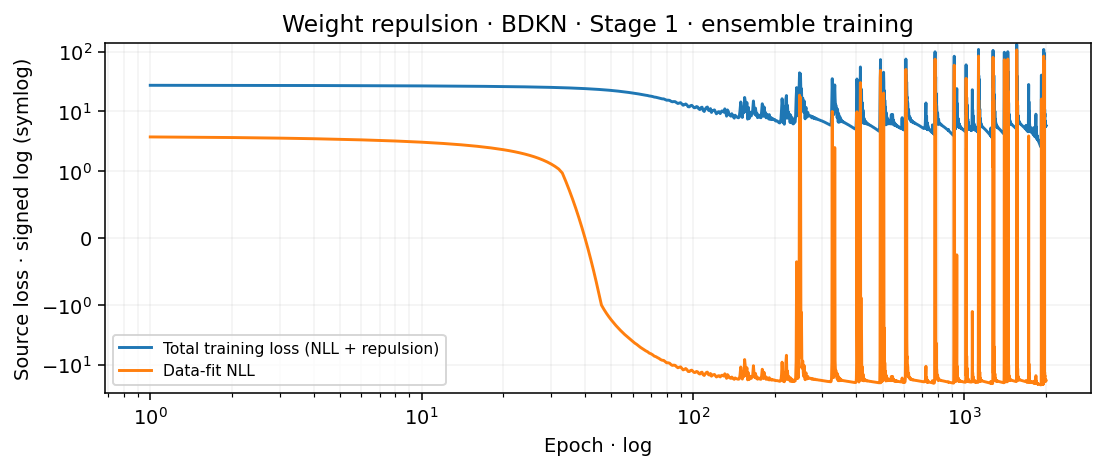 Weight repulsion · BDKN · Stage 1 · ensemble training
Source loss · signed log (symlog)
10²
10¹
10⁰
0
−10⁰
−10¹
Total training loss (NLL + repulsion)
Data-fit NLL
10⁰
10¹
10²
10³
Epoch · log